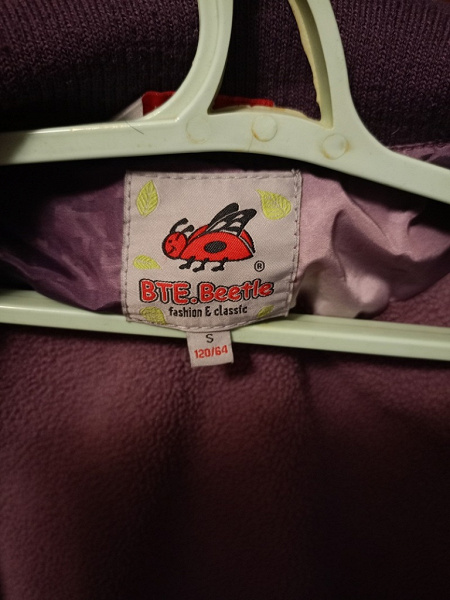 ®
BTE.Beetle
fashion & classic
S
120/64